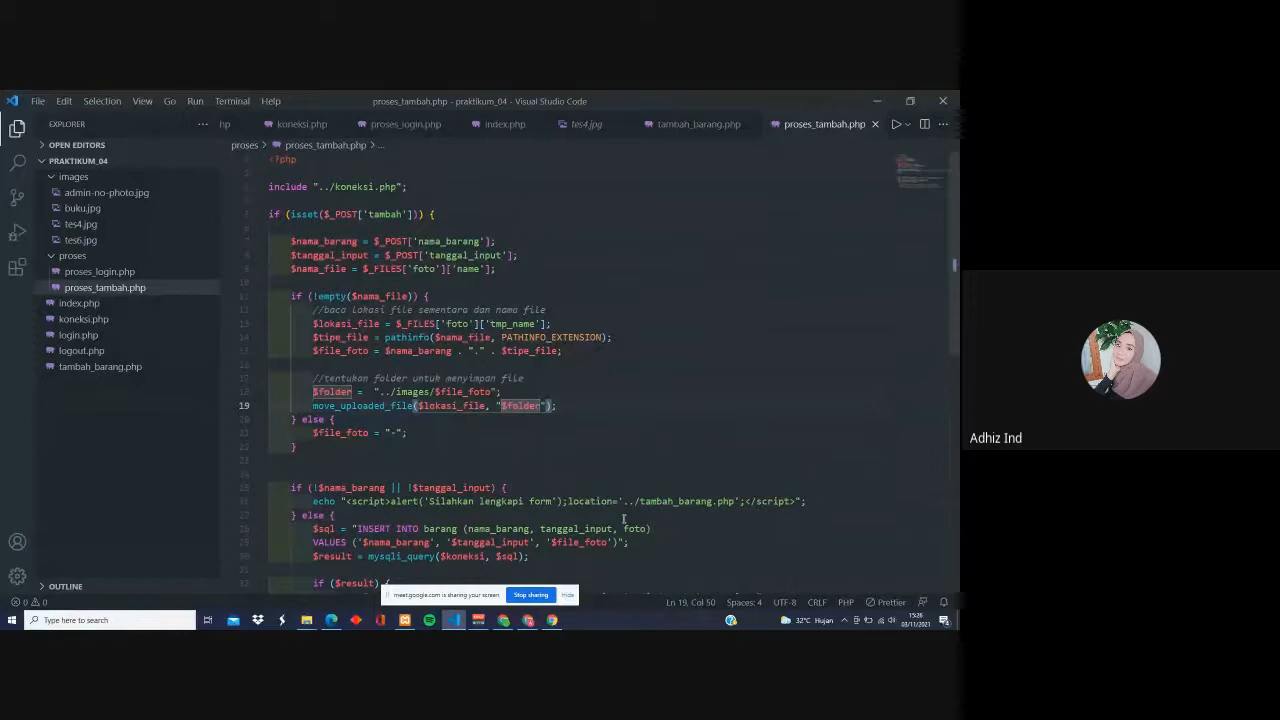 File Edit Selection View Go Run Terminal Help
proses_tambah.php - praktikum_04 - Visual Studio Code
EXPLORER
hp koneksi.php proses_login.php index.php tes4.jpg tambah_barang.php proses_tambah.php
OPEN EDITORS
PRAKTIKUM_04
images
admin-no-photo.jpg
buku.jpg
tes4.jpg
tes6.jpg
proses
proses_login.php
proses_tambah.php
index.php
koneksi.php
login.php
logout.php
tambah_barang.php
OUTLINE
proses > proses_tambah.php > ...
<?php
include "../koneksi.php";
if (isset($_POST['tambah'])) {
$nama_barang = $_POST['nama_barang'];
$tanggal_input = $_POST['tanggal_input'];
$nama_file = $_FILES['foto']['name'];
if (!empty($nama_file)) {
//baca lokasi file sementara dan nama file
$lokasi_file = $_FILES['foto']['tmp_name'];
$tipe_file = pathinfo($nama_file, PATHINFO_EXTENSION);
$file_foto = $nama_barang . "." . $tipe_file;
//tentukan folder untuk menyimpan file
$folder = "../images/$file_foto";
19 move_uploaded_file($lokasi_file, "$folder");
} else {
$file_foto = "-";
}
if (!$nama_barang || !$tanggal_input) {
echo "<script>alert('Silahkan lengkapi form');location='../tambah_barang.php';</script>";
} else {
$sql = "INSERT INTO barang (nama_barang, tanggal_input, foto)
VALUES ('$nama_barang', '$tanggal_input', '$file_foto')";
$result = mysqli_query($koneksi, $sql);
if ($result) {
meet.google.com is sharing your screen. Stop sharing Hide
0 0 Ln 19, Col 50 Spaces: 4 UTF-8 CRLF PHP Prettier
Type here to search
32°C Hujan
15:26
03/11/2021
Adhiz Ind